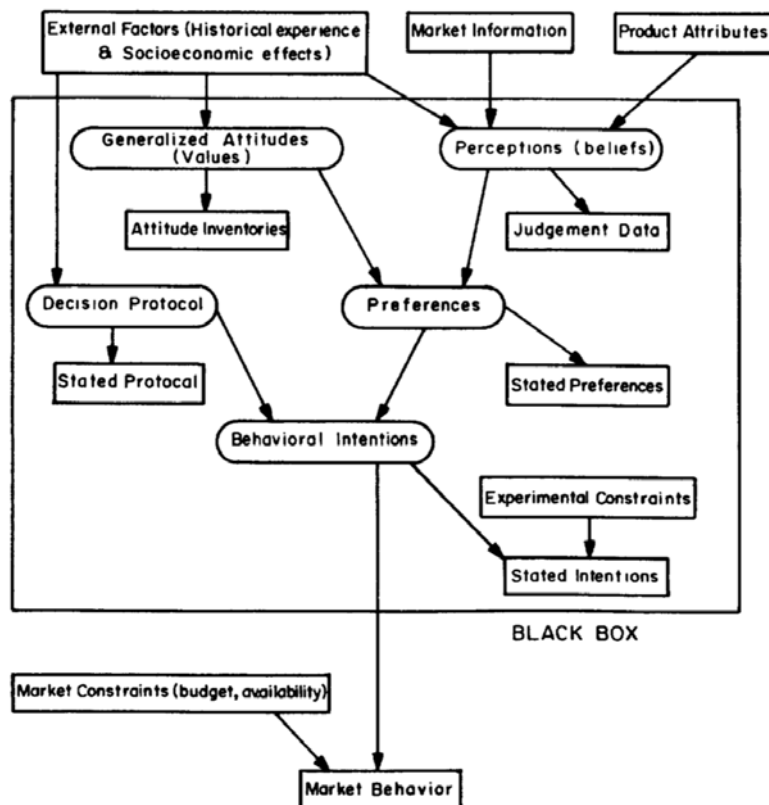 External Factors (Historical experience
& Socioeconomic effects)
Market Information
Product Attributes
Generalized Attitudes
(Values)
Perceptions (beliefs)
Attitude Inventories
Judgement Data
Decision Protocol
Preferences
Stated Protocal
Stated Preferences
Behavioral Intentions
Experimental Constraints
Stated Intentions
BLACK BOX
Market Constraints (budget, availability)
Market Behavior